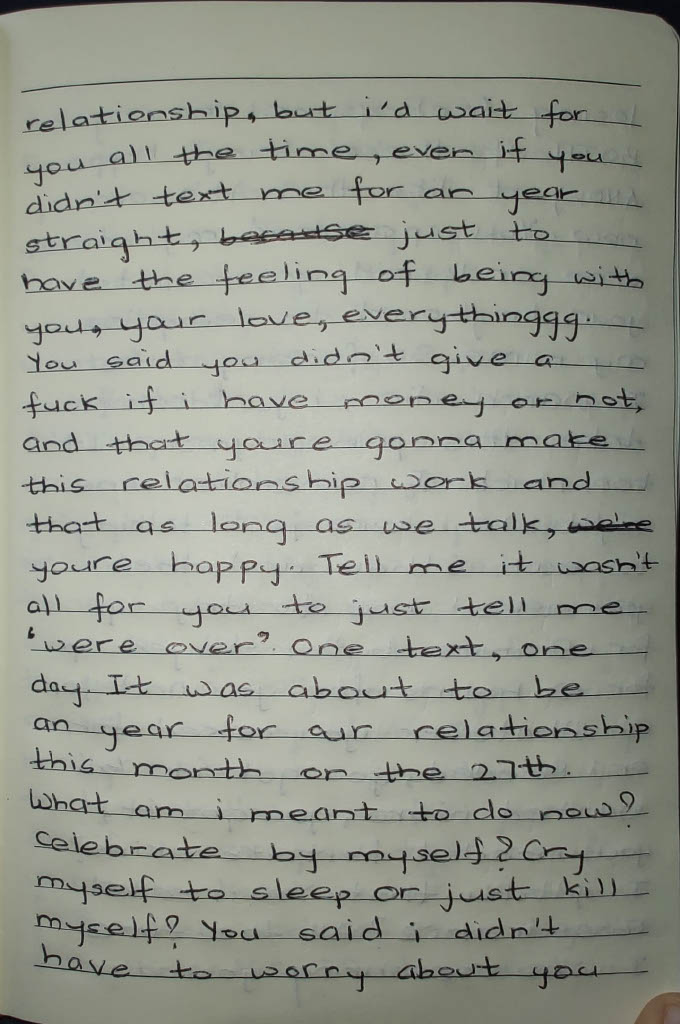 relationship, but i'd wait for
you all the time, even if you
didn't text me for an year
straight, because just to
have the feeling of being with
you, your love, everythinggg.
You said you didn't give a
fuck if i have money or not,
and that youre gonna make
this relationship work and
that as long as we talk, we're
youre happy. Tell me it wasn't
all for you to just tell me
'were over'. One text, one
day. It was about to be
an year for our relationship
this month on the 27th.
What am i meant to do now?
Celebrate by myself? Cry
myself to sleep or just kill
myself? You said i didn't
have to worry about you